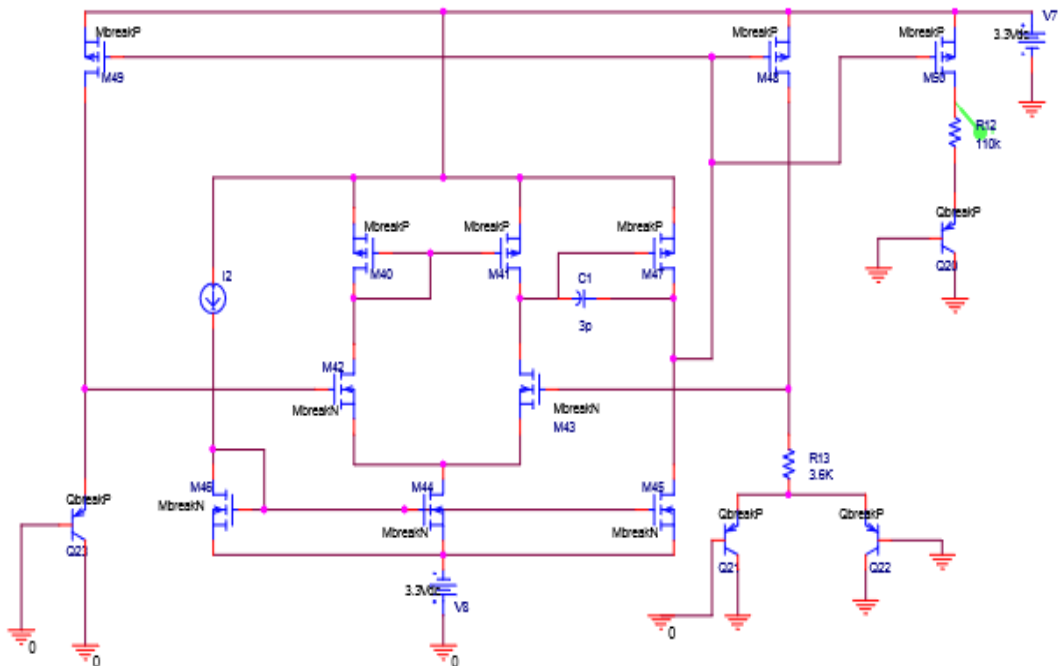 V7
MbreakP
MbreakP
MbreakP
3.3Vdc
M49
M48
M50
R12
110k
MbreakP
MbreakP
MbreakP
QbreakP
M40
M41
M47
I2
C1
Q20
3p
M42
MbreakN
MbreakN
M43
R13
3.6K
M46
M44
M45
QbreakP
MbreakN
MbreakN
MbreakN
QbreakP
QbreakP
Q23
Q21
Q22
3.3Vdc
V8
0
0
0
0